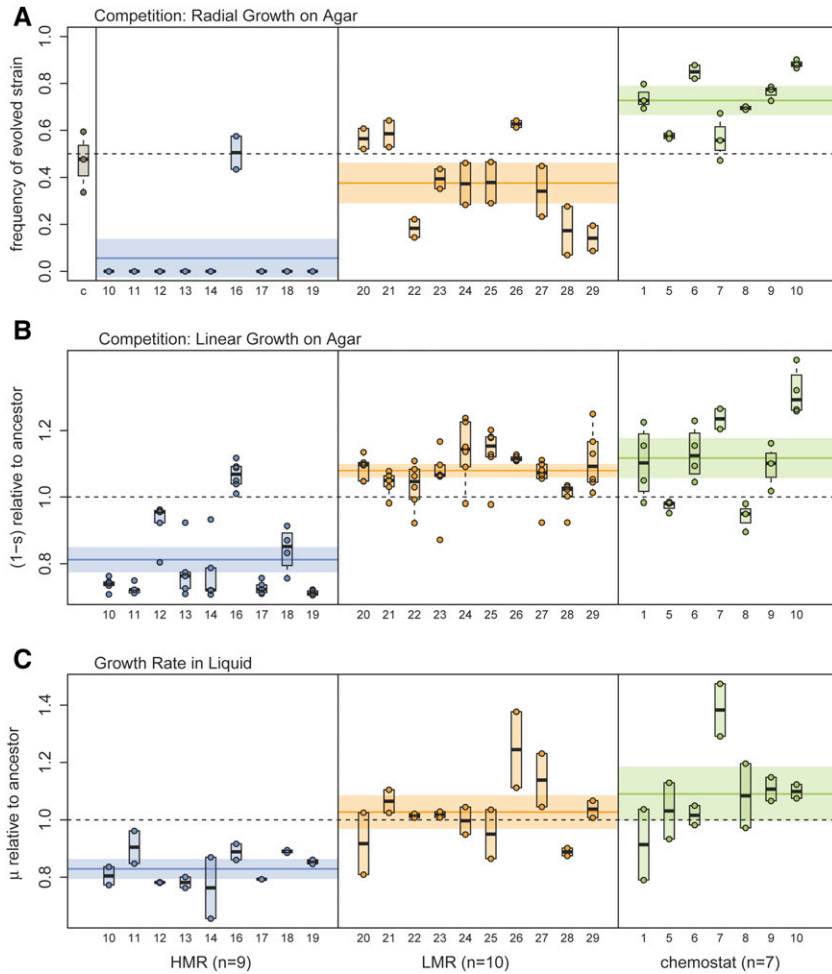 A
Competition: Radial Growth on Agar
frequency of evolved strain
1.0
0.8
0.6
0.4
0.2
0.0
c 10 11 12 13 14 16 17 18 19 20 21 22 23 24 25 26 27 28 29 1 5 6 7 8 9 10
B
Competition: Linear Growth on Agar
(1-s) relative to ancestor
1.2
1.0
0.8
10 11 12 13 14 16 17 18 19 20 21 22 23 24 25 26 27 28 29 1 5 6 7 8 9 10
C
Growth Rate in Liquid
μ relative to ancestor
1.4
1.2
1.0
0.8
10 11 12 13 14 16 17 18 19 20 21 22 23 24 25 26 27 28 29 1 5 6 7 8 9 10
HMR (n=9) LMR (n=10) chemostat (n=7)